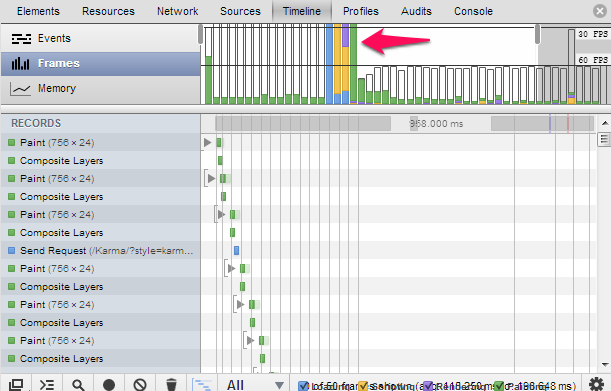 Elements Resources Network Sources Timeline Profiles Audits Console
Events
30 FPS
Frames
60 FPS
Memory
RECORDS
958.000 ms
Paint (756 × 24)
Composite Layers
Paint (756 × 24)
Composite Layers
Paint (756 × 24)
Composite Layers
Send Request (/Karma/?style=karm...
Paint (756 × 24)
Composite Layers
Paint (756 × 24)
Composite Layers
Paint (756 × 24)
Composite Layers
All